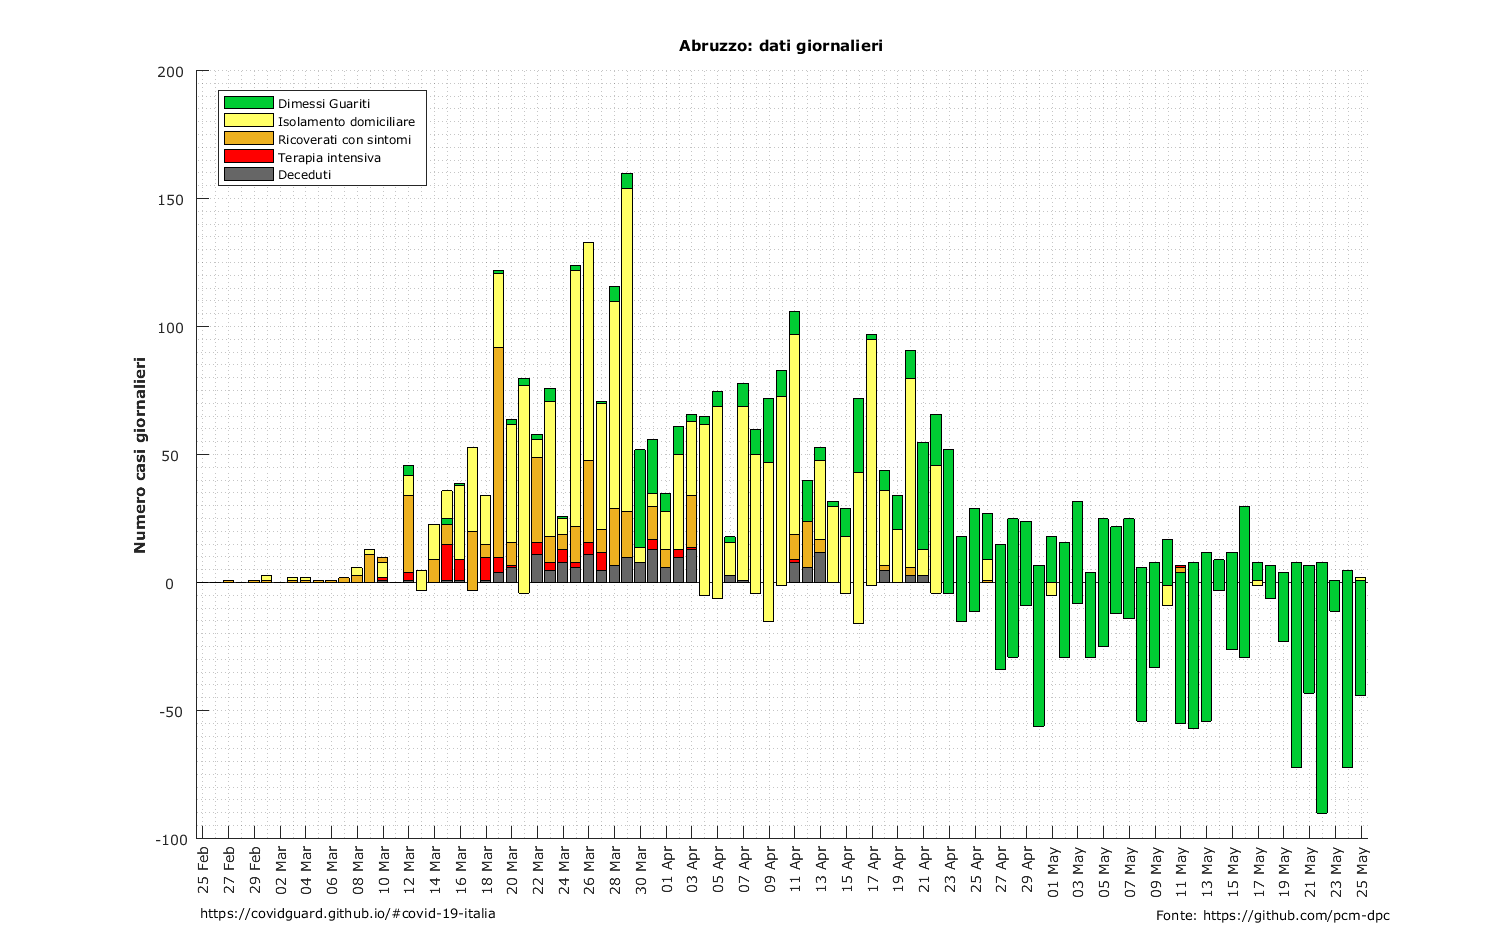 Abruzzo: dati giornalieri
200
150
100
50
0
-50
-100
Numero casi giornalieri
Dimessi Guariti
Isolamento domiciliare
Ricoverati con sintomi
Terapia intensiva
Deceduti
25 Feb
27 Feb
29 Feb
02 Mar
04 Mar
06 Mar
08 Mar
10 Mar
12 Mar
14 Mar
16 Mar
18 Mar
20 Mar
22 Mar
24 Mar
26 Mar
28 Mar
30 Mar
01 Apr
03 Apr
05 Apr
07 Apr
09 Apr
11 Apr
13 Apr
15 Apr
17 Apr
19 Apr
21 Apr
23 Apr
25 Apr
27 Apr
29 Apr
01 May
03 May
05 May
07 May
09 May
11 May
13 May
15 May
17 May
19 May
21 May
23 May
25 May
https://covidguard.github.io/#covid-19-italia
Fonte: https://github.com/pcm-dpc